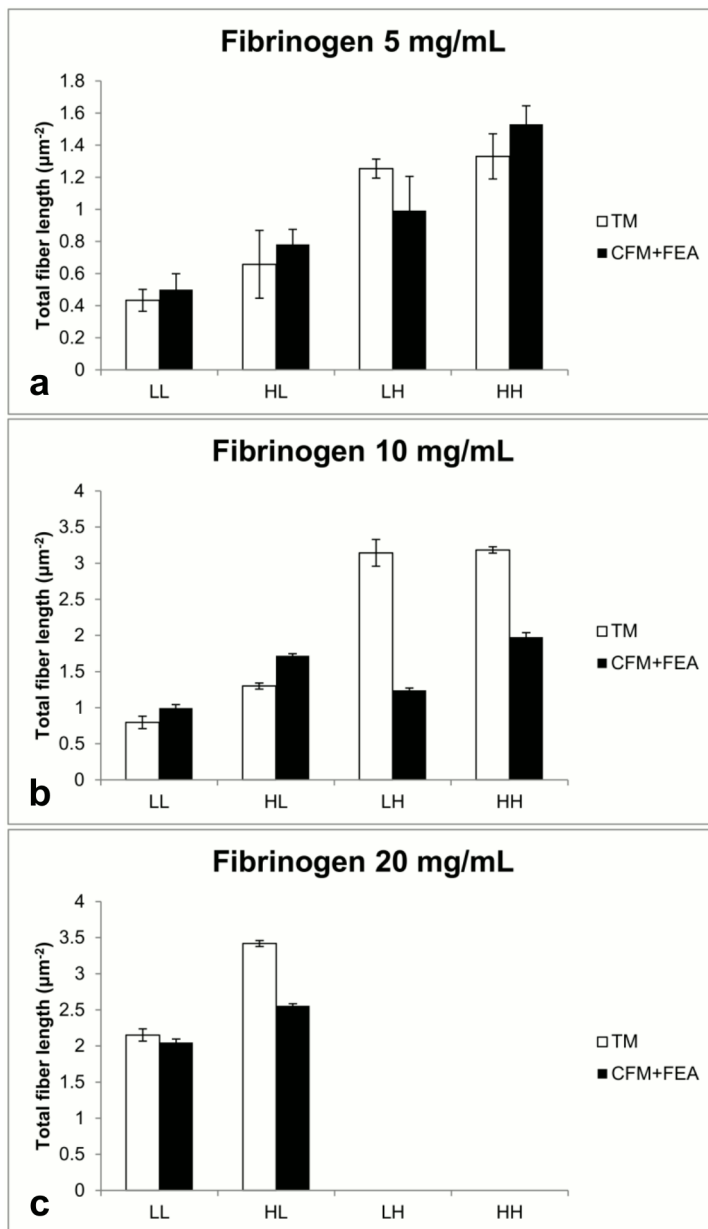 Fibrinogen 5 mg/mL
Total fiber length (µm-2)
1.8
1.6
1.4
1.2
1
0.8
0.6
0.4
0.2
0
LL HL LH HH
TM
CFM+FEA
a
Fibrinogen 10 mg/mL
Total fiber length (µm-2)
4
3.5
3
2.5
2
1.5
1
0.5
0
LL HL LH HH
TM
CFM+FEA
b
Fibrinogen 20 mg/mL
Total fiber length (µm-2)
4
3.5
3
2.5
2
1.5
1
0.5
0
LL HL LH HH
TM
CFM+FEA
c